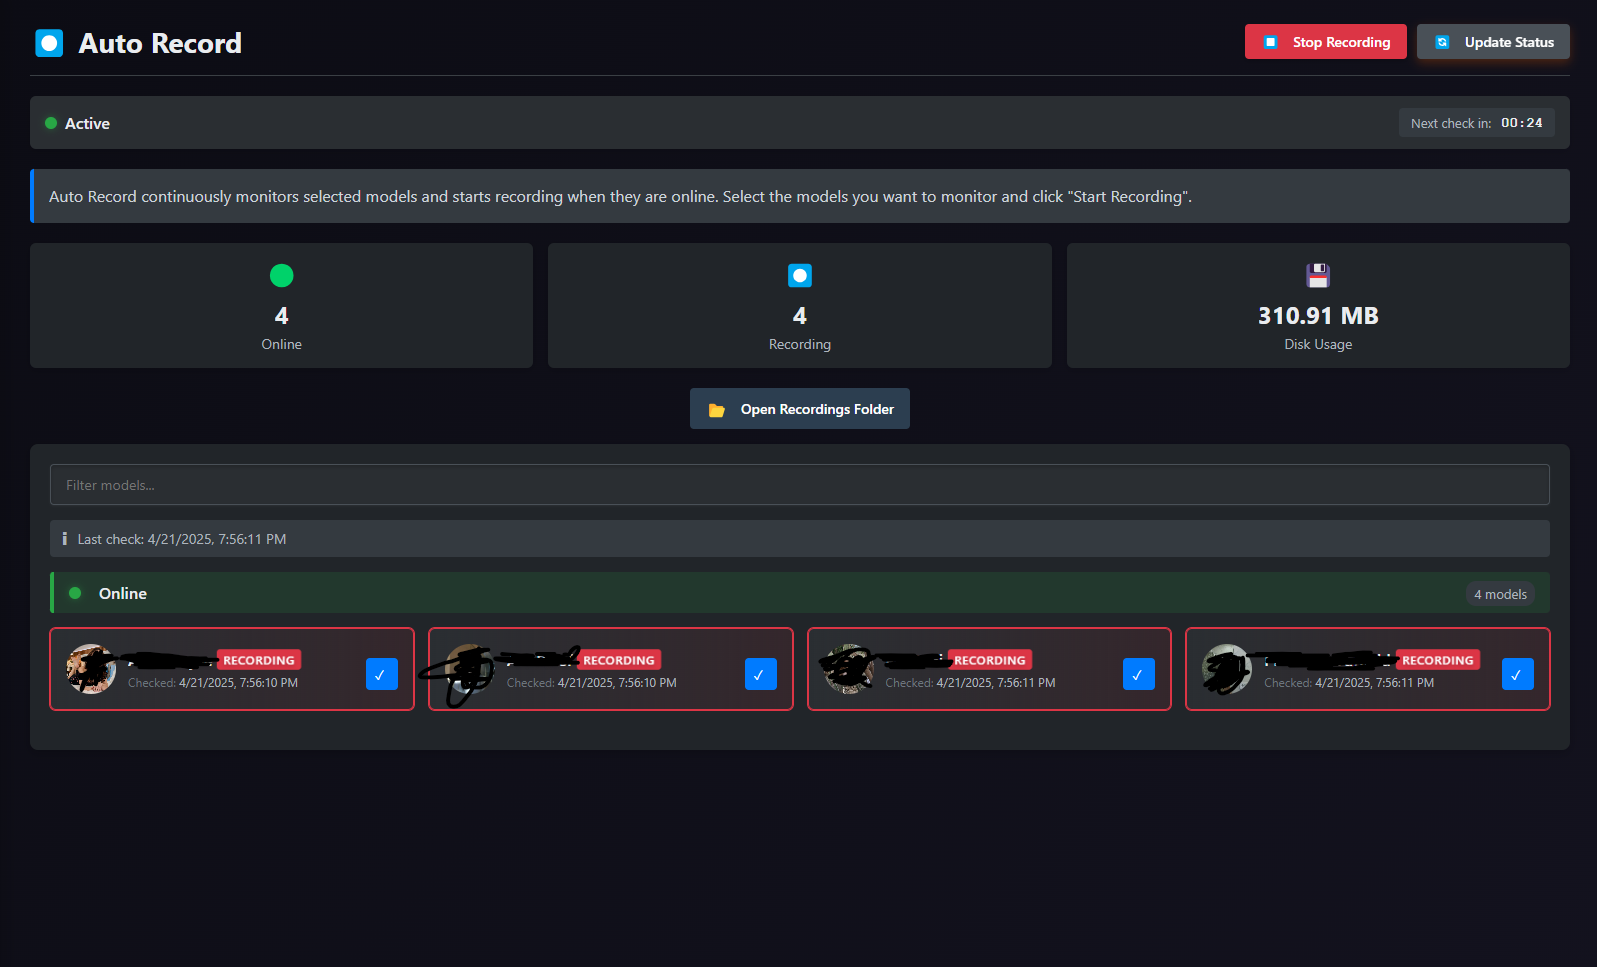 Auto Record
Stop Recording
Update Status
Active
Next check in: 00:24
Auto Record continuously monitors selected models and starts recording when they are online. Select the models you want to monitor and click "Start Recording".
4
Online
4
Recording
310.91 MB
Disk Usage
Open Recordings Folder
Filter models...
Last check: 4/21/2025, 7:56:11 PM
Online
4 models
RECORDING
Checked: 4/21/2025, 7:56:10 PM
RECORDING
Checked: 4/21/2025, 7:56:10 PM
RECORDING
Checked: 4/21/2025, 7:56:11 PM
RECORDING
Checked: 4/21/2025, 7:56:11 PM